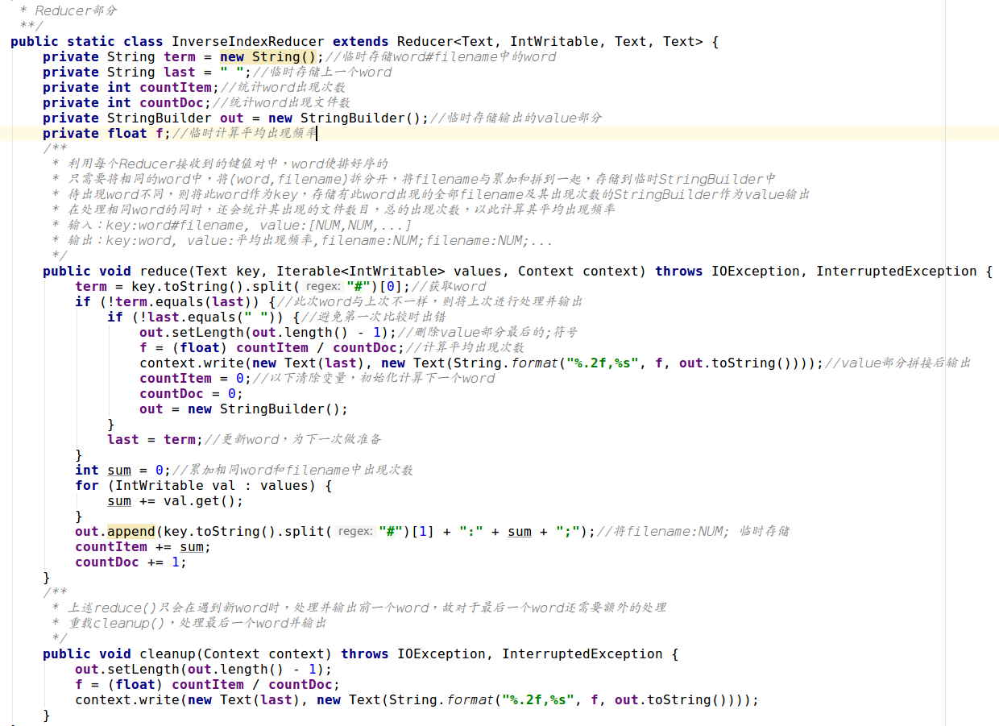 * Reducer部分
**/
public static class InverseIndexReducer extends Reducer<Text, IntWritable, Text, Text> {
private String term = new String();//临时存储word#filename中的word
private String last = " ";//临时存储上一个word
private int countItem;//统计word出现次数
private int countDoc;//统计word出现文件数
private StringBuilder out = new StringBuilder();//临时存储输出的value部分
private float f;//临时计算平均出现频率
/**
* 利用每个Reducer接收到的键值对中，word使排好序的
* 只需要将相同的word中，将(word,filename)拆分开，将filename与累加和拼到一起，存储到临时StringBuilder中
* 待出现word不同，则将此word作为key，存储有此word出现的全部filename及其出现次数的StringBuilder作为value输出
* 在处理相同word的同时，还会统计其出现的文件数目，总的出现次数，以此计算其平均出现频率
* 输入：key:word#filename, value:[NUM,NUM,...]
* 输出：key:word, value:平均出现频率,filename:NUM;filename:NUM;...
*/
public void reduce(Text key, Iterable<IntWritable> values, Context context) throws IOException, InterruptedException {
term = key.toString().split( regex: "#")[0];//获取word
if (!term.equals(last)) {//此次word与上次不一样，则将上次进行处理并输出
if (!last.equals(" ")) {//避免第一次比较时出错
out.setLength(out.length() - 1);//删除value部分最后的;符号
f = (float) countItem / countDoc;//计算平均出现次数
context.write(new Text(last), new Text(String.format("%.2f,%s", f, out.toString())));//value部分拼接后输出
countItem = 0;//以下清除变量，初始化计算下一个word
countDoc = 0;
out = new StringBuilder();
}
last = term;//更新word，为下一次做准备
}
int sum = 0;//累加相同word和filename中出现次数
for (IntWritable val : values) {
sum += val.get();
}
out.append(key.toString().split( regex: "#")[1] + ":" + sum + ";");//将filename:NUM; 临时存储
countItem += sum;
countDoc += 1;
}
/**
* 上述reduce()只会在遇到新word时，处理并输出前一个word，故对于最后一个word还需要额外的处理
* 重载cleanup()，处理最后一个word并输出
*/
public void cleanup(Context context) throws IOException, InterruptedException {
out.setLength(out.length() - 1);
f = (float) countItem / countDoc;
context.write(new Text(last), new Text(String.format("%.2f,%s", f, out.toString())));
}